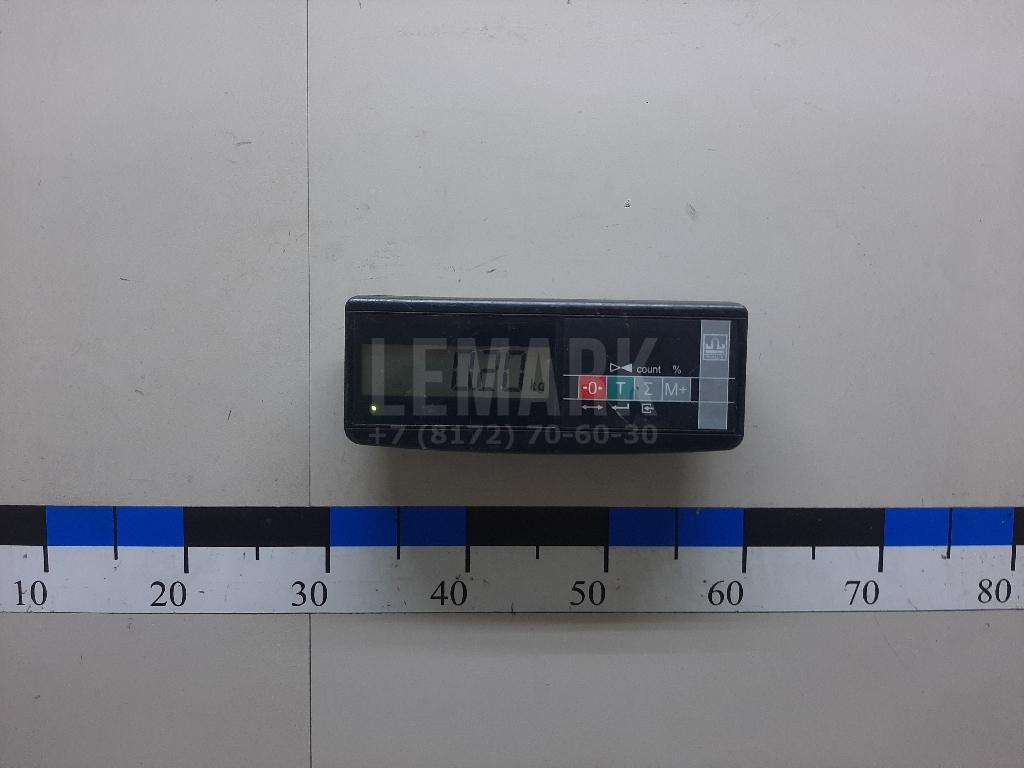 LEMARK
+7 (8172) 70-60-30
kg
count %
-0- T Σ M+
10 20 30 40 50 60 70 80